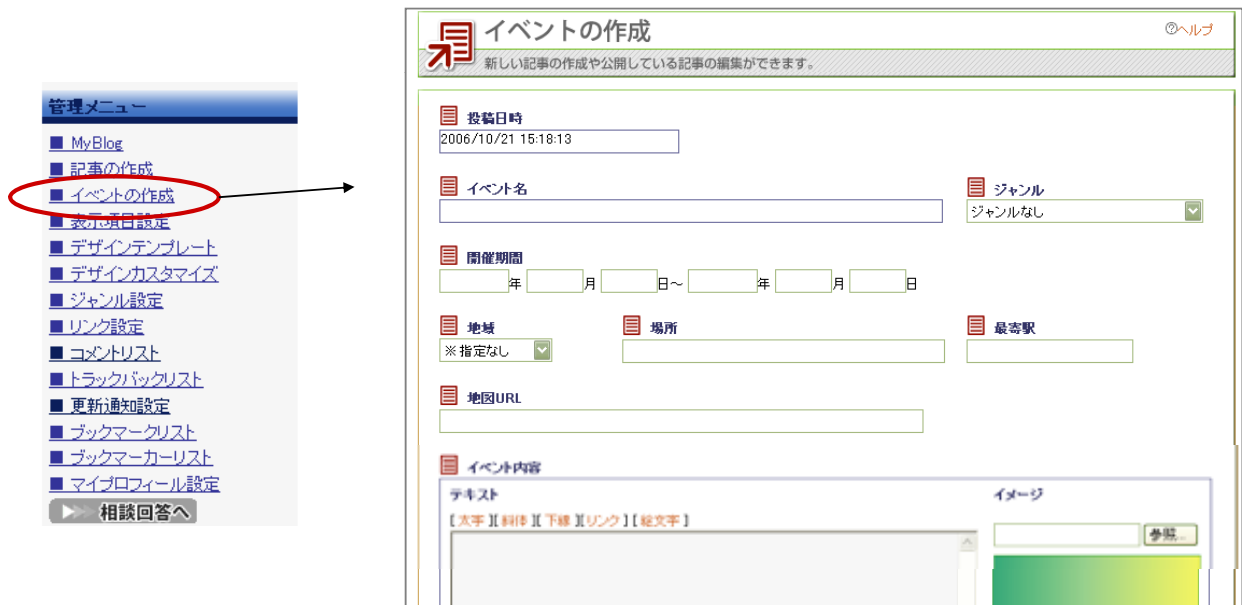 管理メニュー
■ MyBlog
■ 記事の作成
■ イベントの作成
■ 表示項目設定
■ デザインテンプレート
■ デザインカスタマイズ
■ ジャンル設定
■ リンク設定
■ コメントリスト
■ トラックバックリスト
■ 更新通知設定
■ ブックマークリスト
■ ブックマーカーリスト
■ マイプロフィール設定
相談回答へ
イベントの作成
?ヘルプ
新しい記事の作成や公開している記事の編集ができます。
投稿日時
2006/10/21 15:18:13
イベント名 ジャンル
ジャンルなし
開催期間
年 月 日～ 年 月 日
地域 場所 最寄駅
※指定なし
地図URL
イベント内容
テキスト イメージ
[太字][斜体][下線][リンク][絵文字]
参照...